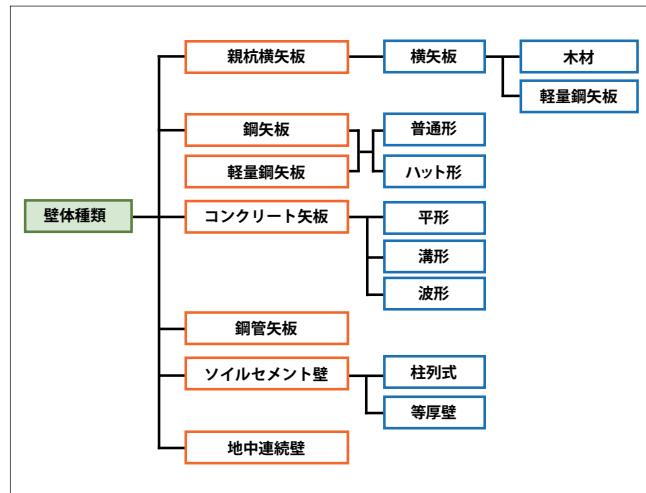 親杭横矢板
横矢板
木材
軽量鋼矢板
鋼矢板
普通形
軽量鋼矢板
ハット形
壁体種類
コンクリート矢板
平形
溝形
波形
鋼管矢板
ソイルセメント壁
柱列式
等厚壁
地中連続壁